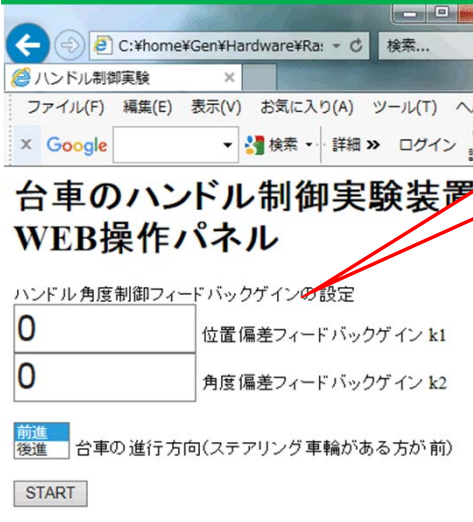 C:¥home¥Gen¥Hardware¥Ra:
検索...
ハンドル制御実験 ×
ファイル(F) 編集(E) 表示(V) お気に入り(A) ツール(T)
x Google 検索 詳細 » ログイン
台車のハンドル制御実験装置
WEB操作パネル
ハンドル角度制御フィードバックゲインの設定
0 位置偏差フィードバックゲイン k1
0 角度偏差フィードバックゲイン k2
前進
後進 台車の進行方向(ステアリング車輪がある方が前)
START